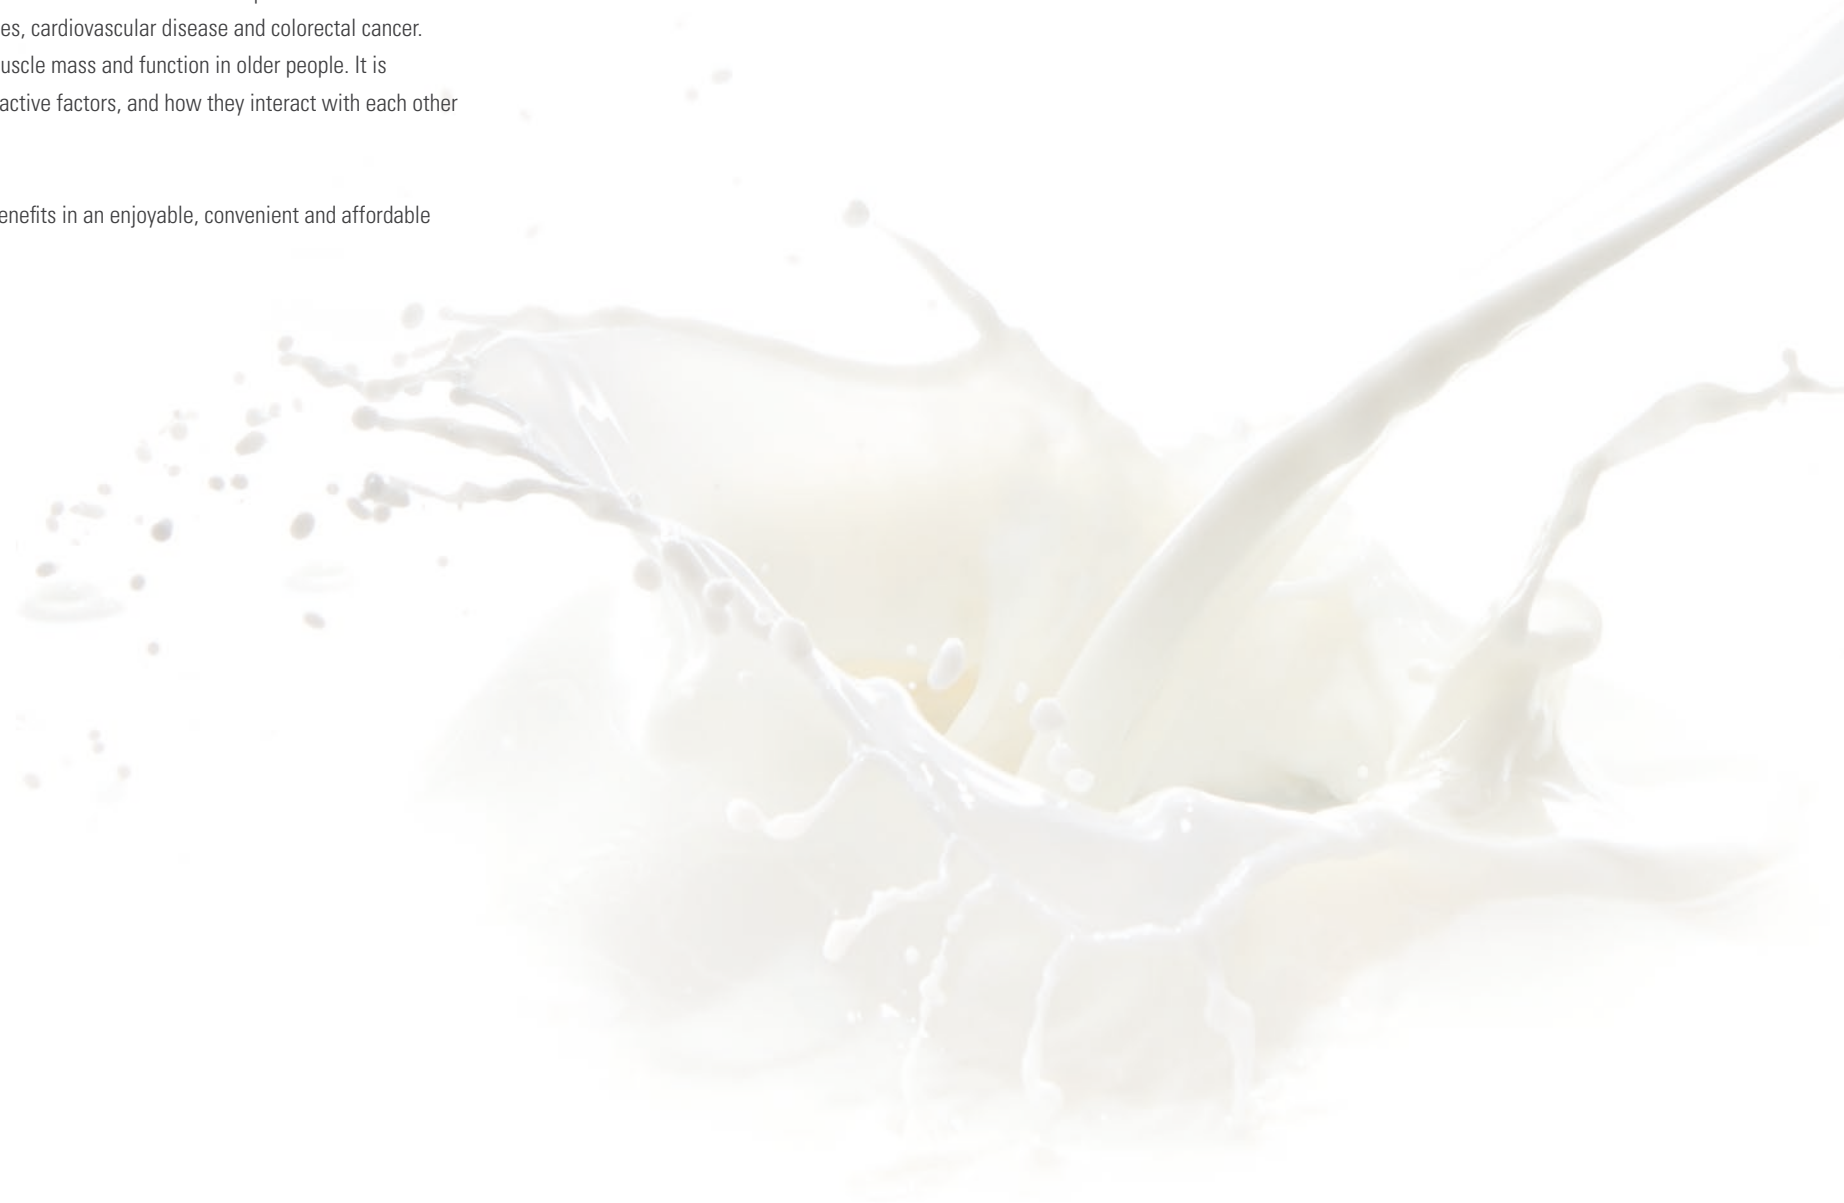 es, cardiovascular disease and colorectal cancer.
uscle mass and function in older people. It is
active factors, and how they interact with each other
enefits in an enjoyable, convenient and affordable